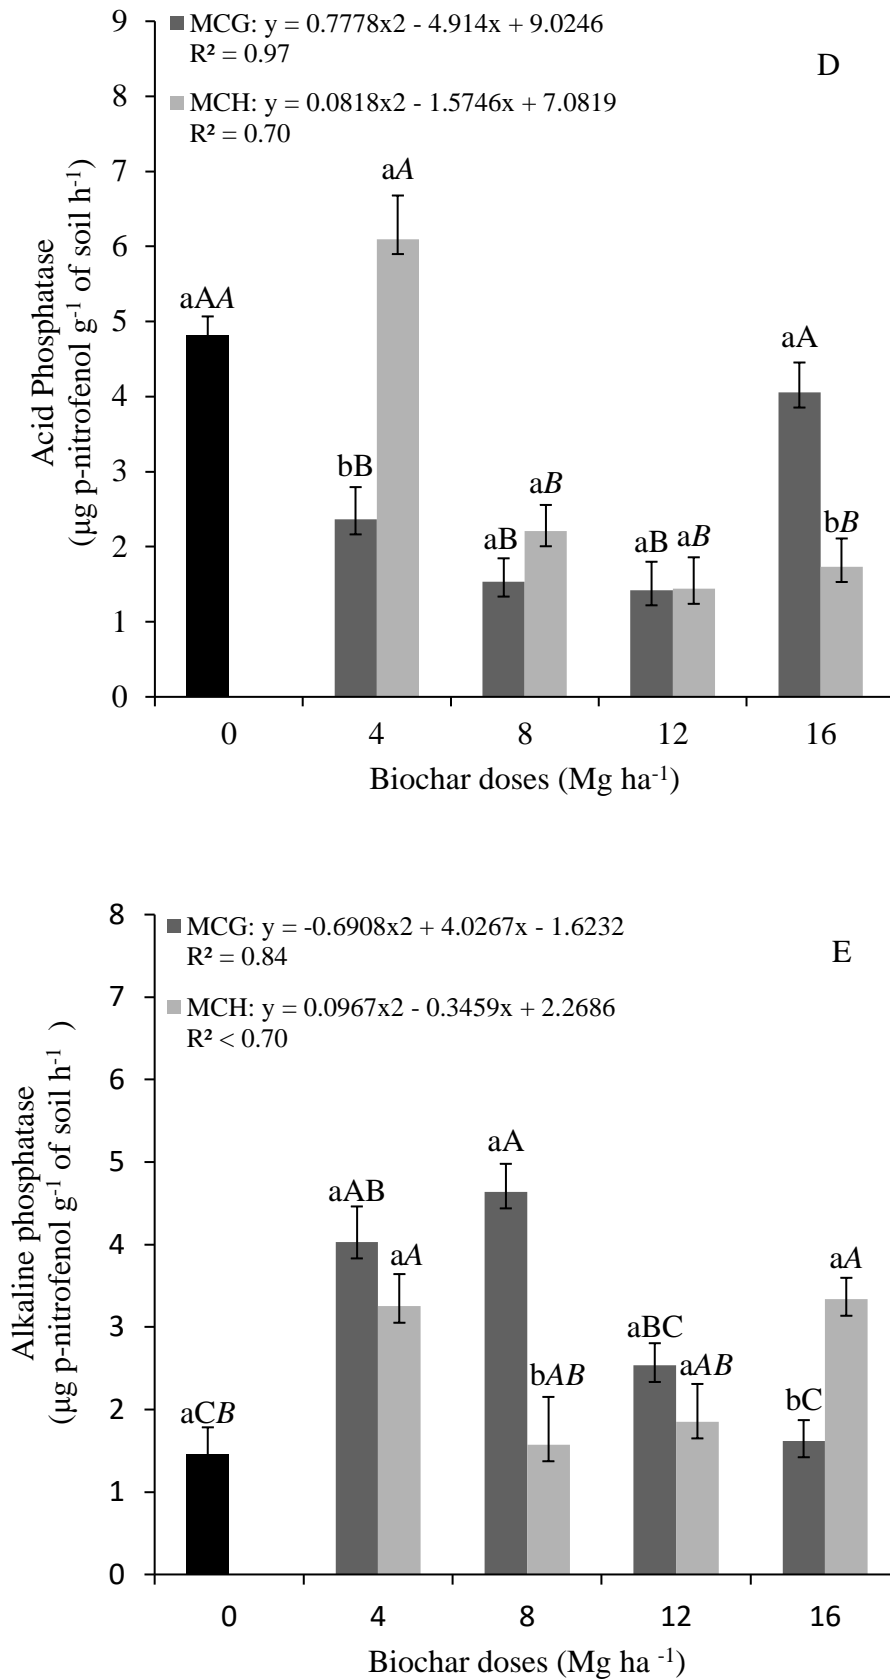 9
MCG: y = 0.7778x2 - 4.914x + 9.0246
R² = 0.97
D
8
MCH: y = 0.0818x2 - 1.5746x + 7.0819
R² = 0.70
7
aA
6
aAA
5
aA
4
3
bB
aB
2
aB
aB
aB
bB
1
0
Acid Phosphatase
(µg p-nitrofenol g-1 of soil h-1)
0 4 8 12 16
Biochar doses (Mg ha-1)
8
MCG: y = -0.6908x2 + 4.0267x - 1.6232
R² = 0.84
E
7
MCH: y = 0.0967x2 - 0.3459x + 2.2686
R² < 0.70
6
5
aA
aAB
4
aA
aA
3
aBC
aAB
bAB
2
aCB
bC
1
0
Alkaline phosphatase
(µg p-nitrofenol g-1 of soil h-1 )
0 4 8 12 16
Biochar doses (Mg ha -1)